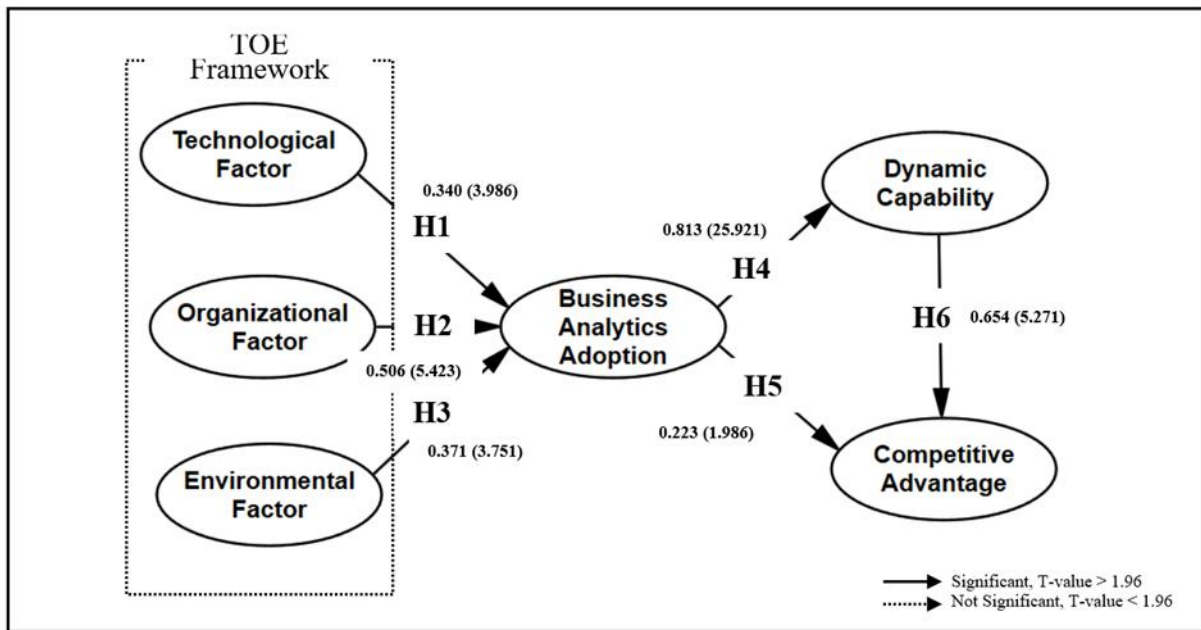 TOE
Framework
Technological
Factor
0.340 (3.986)
H1
Organizational
Factor
H2
0.506 (5.423)
H3
0.371 (3.751)
Environmental
Factor
Business
Analytics
Adoption
0.813 (25.921)
H4
Dynamic
Capability
H6
0.654 (5.271)
H5
0.223 (1.986)
Competitive
Advantage
Significant, T-value > 1.96
Not Significant, T-value < 1.96